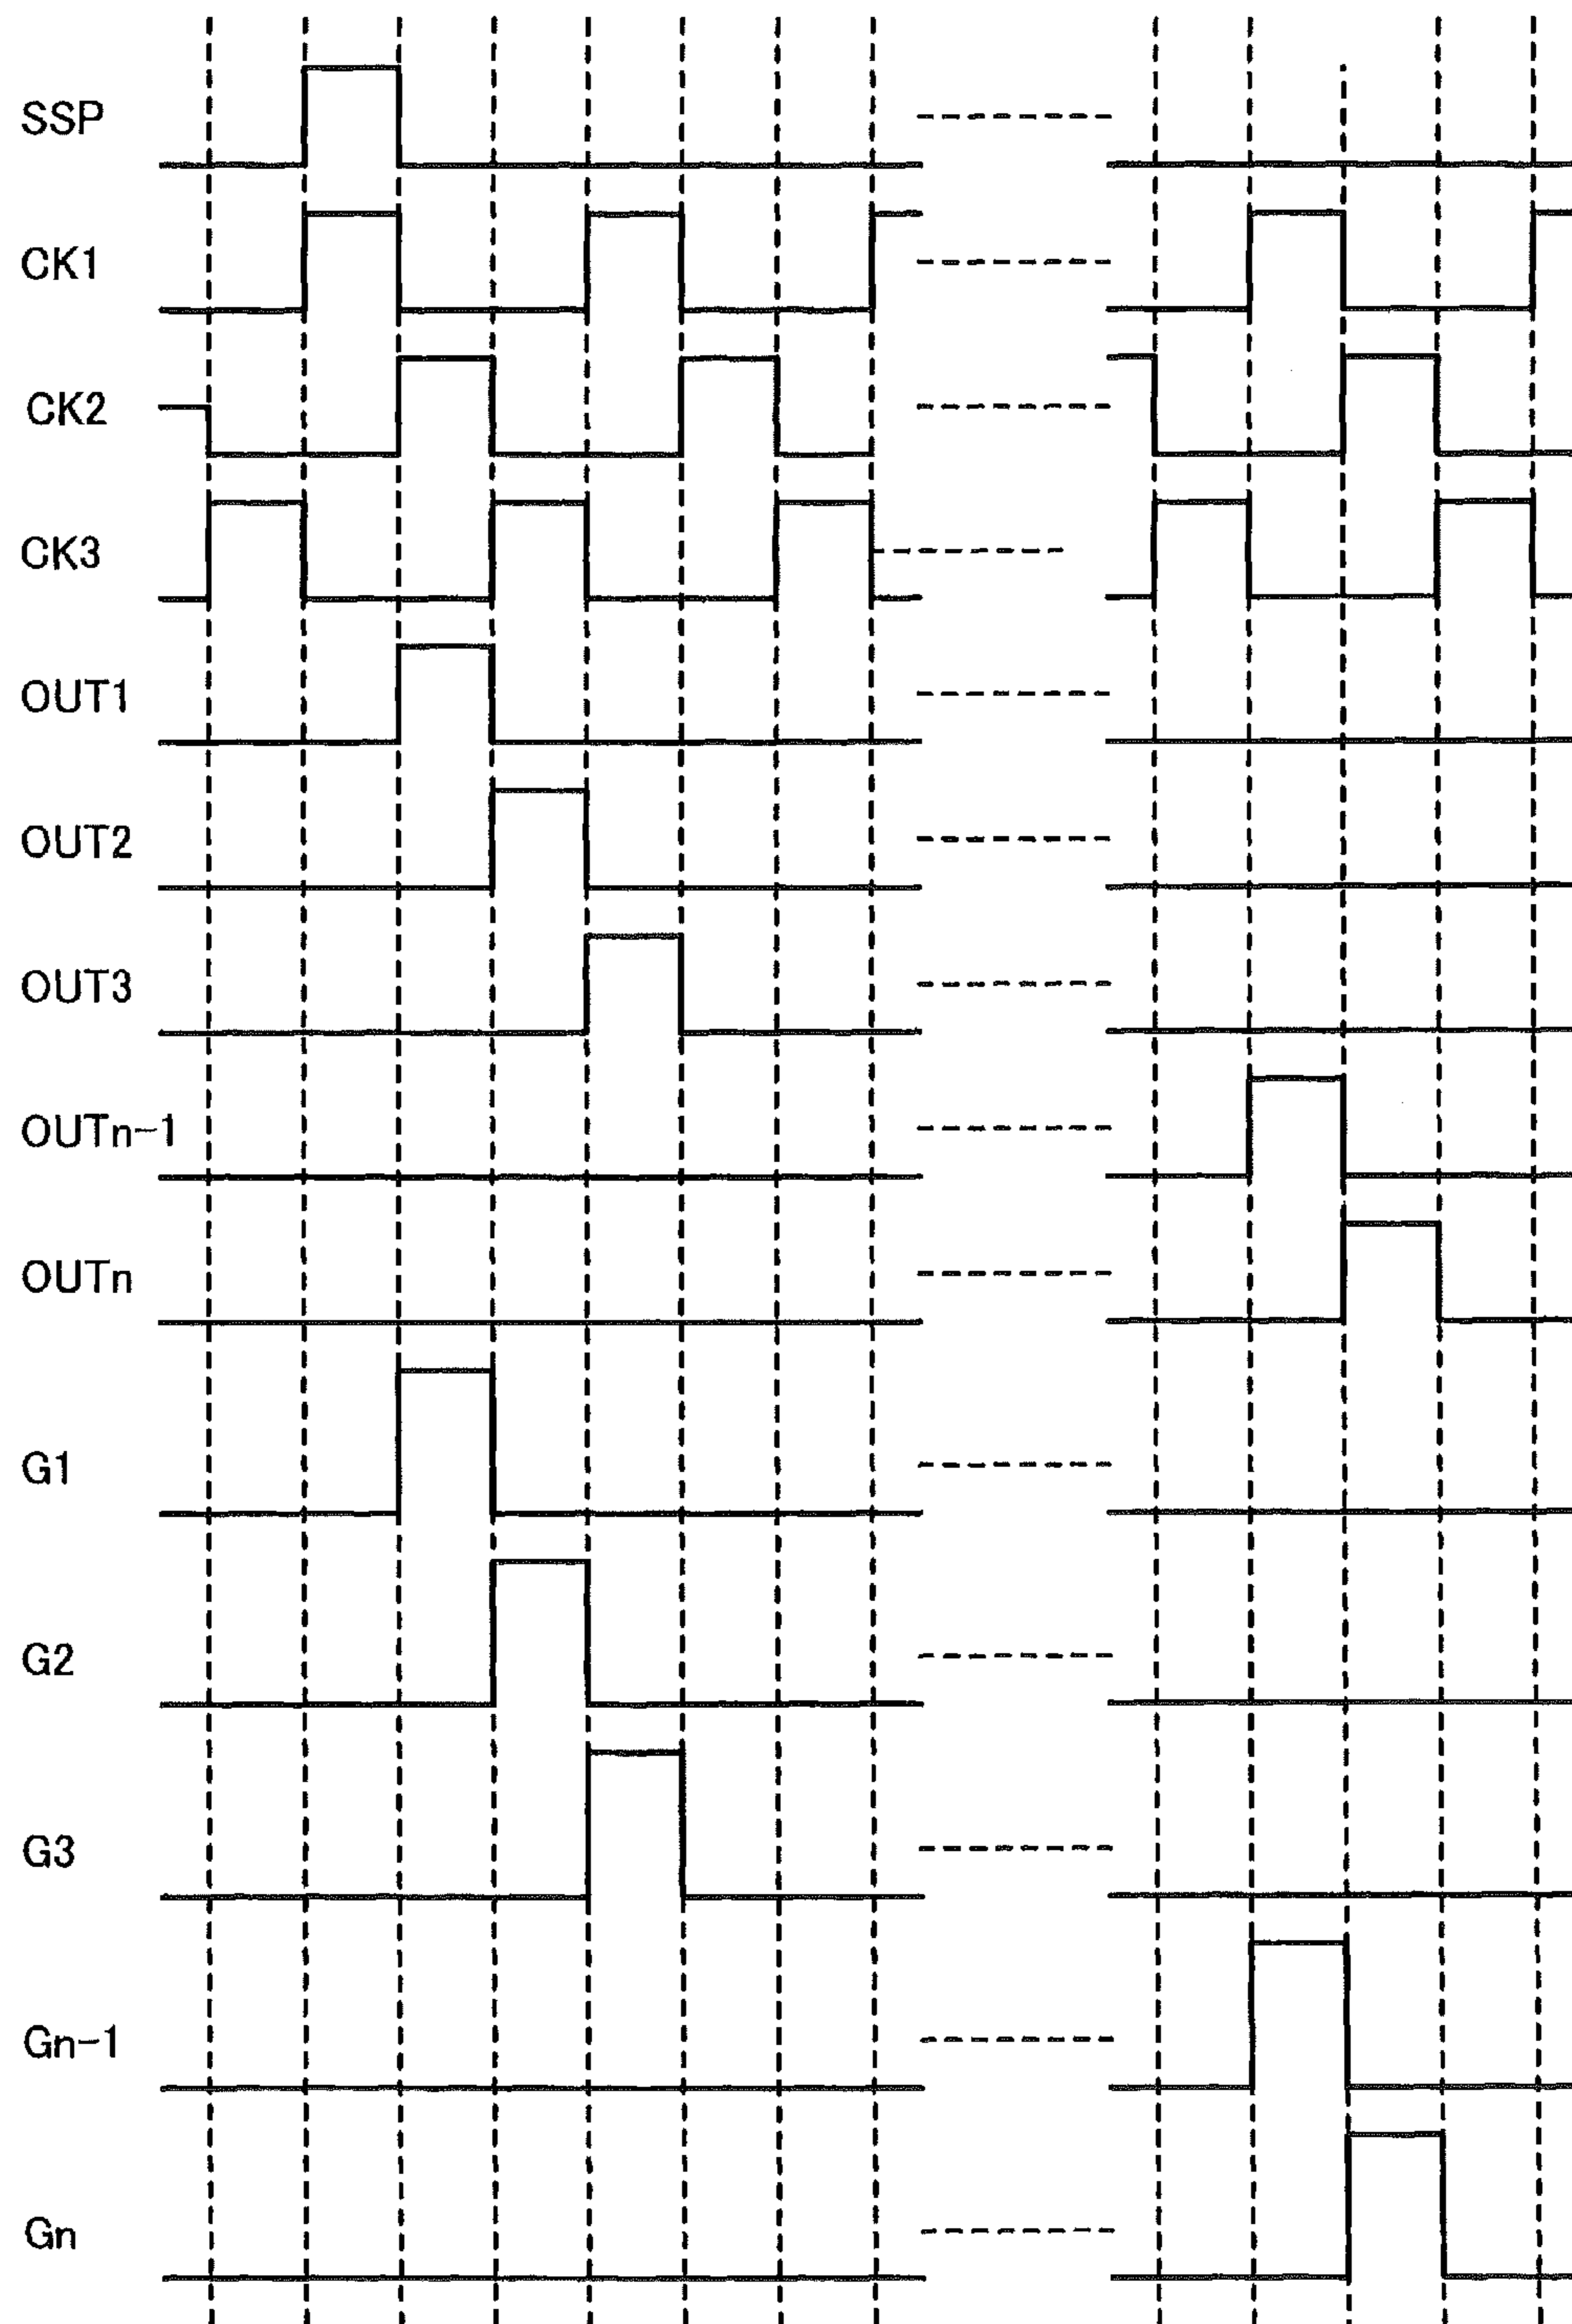 SSP
CK1
CK2
CK3
OUT1
OUT2
OUT3
OUTn-1
OUTn
G1
G2
G3
Gn-1
Gn